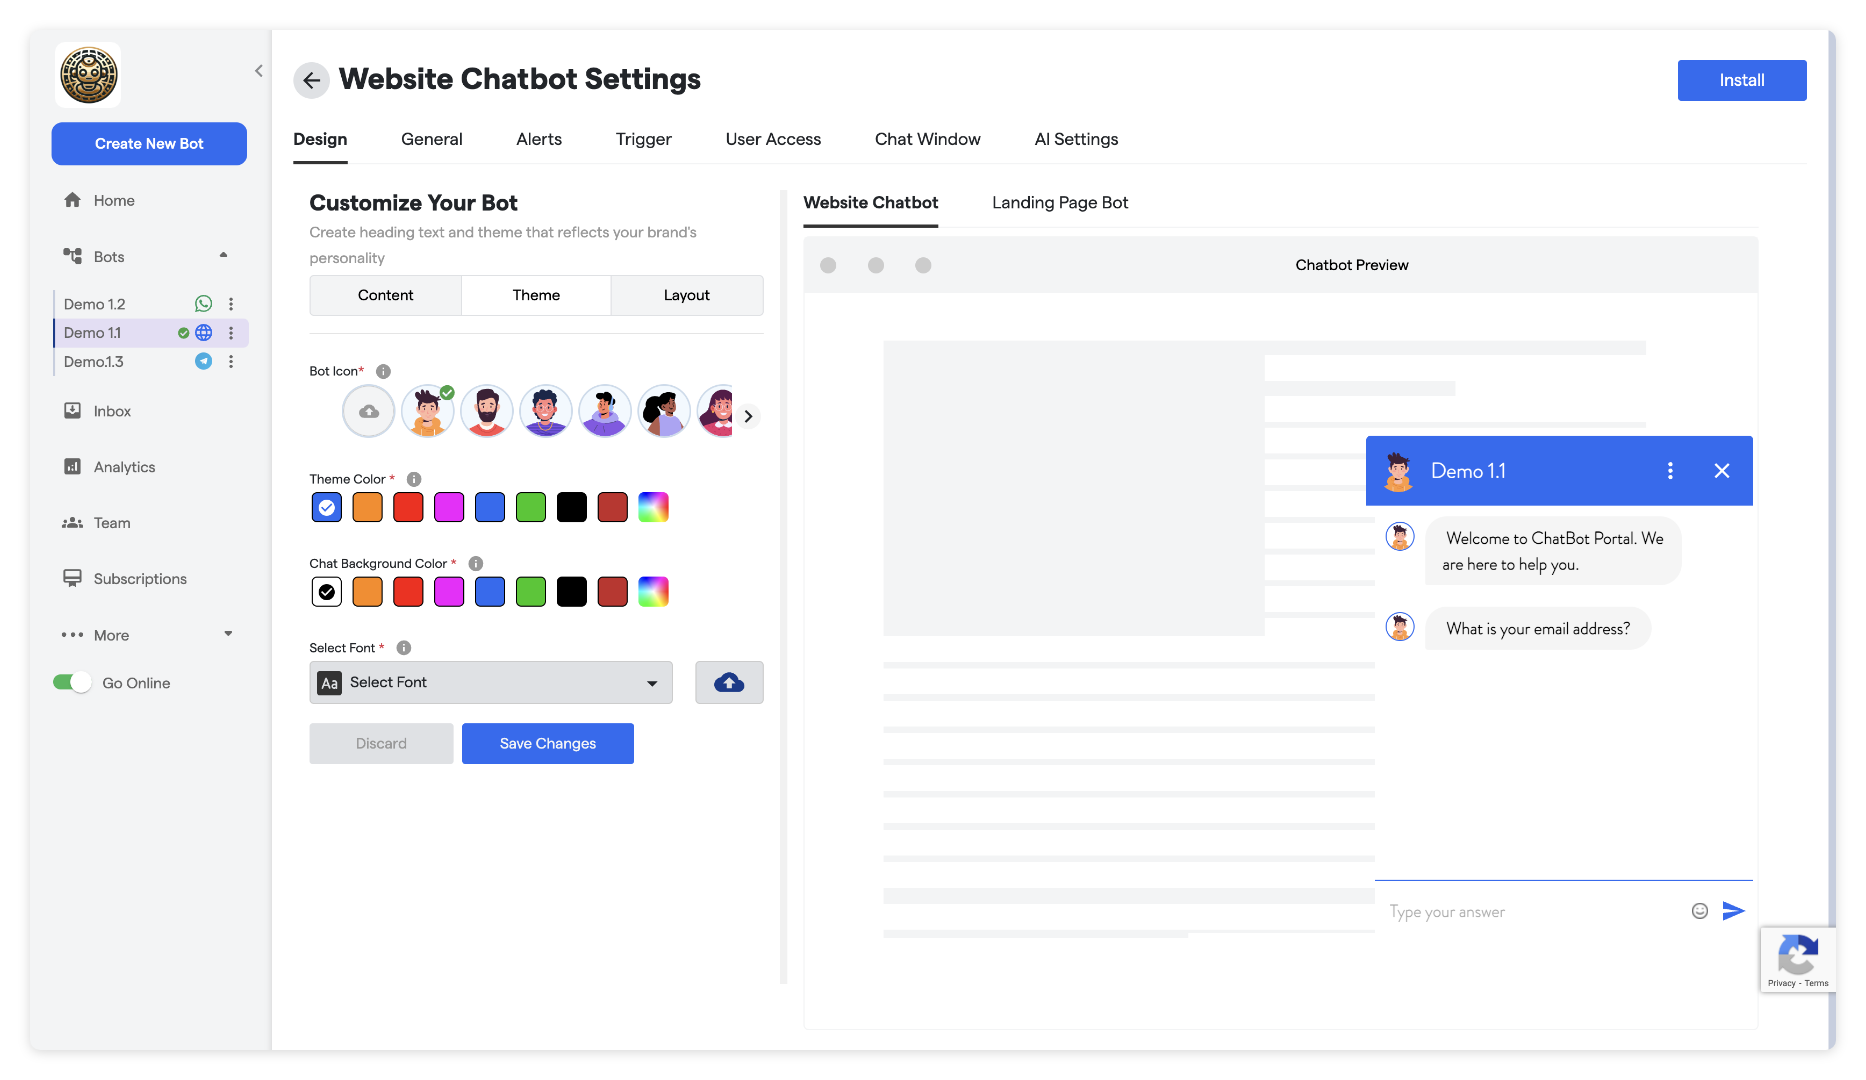 Website Chatbot Settings
Install
Create New Bot
Home
Bots
Demo 1.2
Demo 1.1
Demo.1.3
Inbox
Analytics
Team
Subscriptions
More
Go Online
Design
General
Alerts
Trigger
User Access
Chat Window
AI Settings
Customize Your Bot
Create heading text and theme that reflects your brand's
personality
Content
Theme
Layout
Bot Icon*
Theme Color *
Chat Background Color *
Select Font *
Aa Select Font
Discard
Save Changes
Website Chatbot
Landing Page Bot
Chatbot Preview
Demo 1.1
Welcome to ChatBot Portal. We
are here to help you.
What is your email address?
Type your answer
Privacy - Terms